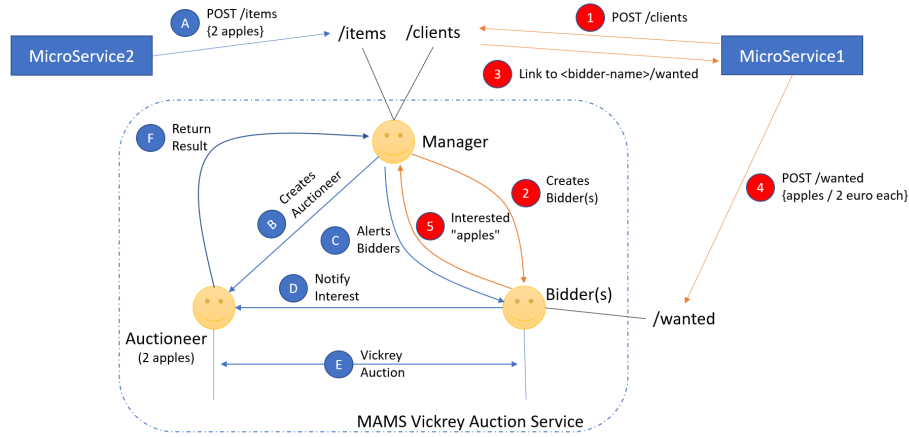 A
POST /items
{2 apples}
/items
/clients
1
POST /clients
MicroService2
MicroService1
3
Link to <bidder-name>/wanted
F
Return
Result
Manager
B
Creates
Auctioneer
2
Creates
Bidder(s)
4
POST /wanted
{apples / 2 euro each}
C
Alerts
Bidders
5
Interested
"apples"
D
Notify
Interest
Bidder(s)
/wanted
Auctioneer
(2 apples)
E
Vickrey
Auction
MAMS Vickrey Auction Service